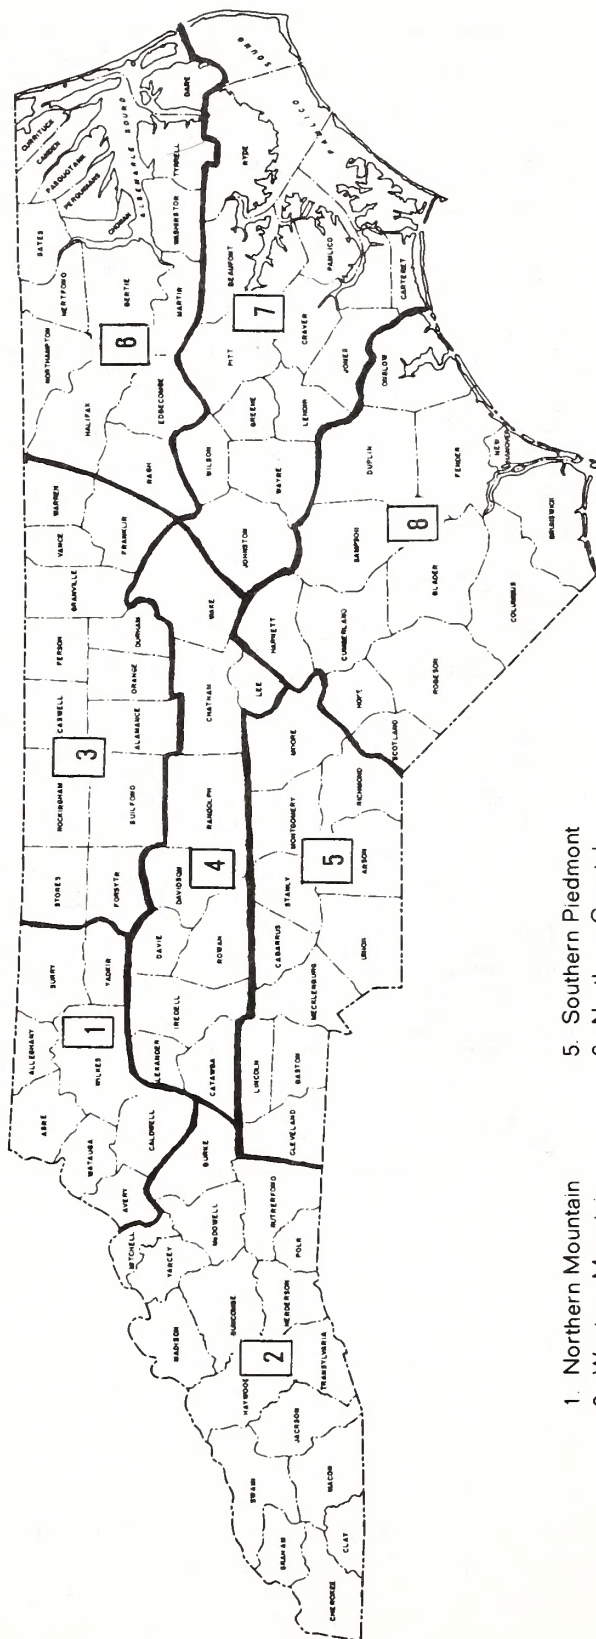 ALLEGHANY
ASHE
SURRY
STOKES
ROCKINGHAM
CASWELL
PERSON
GRANVILLE
VANCE
WARREN
NORTHAMPTON
GATES
CURRITUCK
CAMDEN
PASQUOTANK
PERQUIMANS
CHOWAN
HERTFORD
HALIFAX
WATAUGA
WILKES
1
YADKIN
FORSYTH
GUILFORD
3
ALAMANCE
ORANGE
DURHAM
FRANKLIN
NASH
6
BERTIE
ALBEMARLE SOUND
AVERY
CALDWELL
ALEXANDER
IREDELL
DAVIE
DAVIDSON
4
RANDOLPH
CHATHAM
WAKE
EDGECOMBE
MARTIN
WASHINGTON
TYRRELL
DARE
MITCHELL
YANCEY
MADISON
MCDOWELL
BURKE
CATAWBA
ROWAN
LEE
JOHNSTON
WILSON
PITT
7
BEAUFORT
HYDE
PAMLICO SOUND
HAYWOOD
BUNCOMBE
RUTHERFORD
CLEVELAND
LINCOLN
GASTON
CABARRUS
STANLY
MONTGOMERY
MOORE
HARNETT
WAYNE
GREENE
LENOIR
CRAVEN
PAMLICO
SWAIN
2
HENDERSON
POLK
MECKLENBURG
5
RICHMOND
HOKE
CUMBERLAND
SAMPSON
DUPLIN
JONES
CARTERET
GRAHAM
JACKSON
TRANSYLVANIA
UNION
ANSON
SCOTLAND
8
ONSLOW
CHEROKEE
CLAY
MACON
ROBESON
BLADEN
PENDER
NEW HANOVER
COLUMBUS
BRUNSWICK
1. Northern Mountain
5. Southern Piedmont